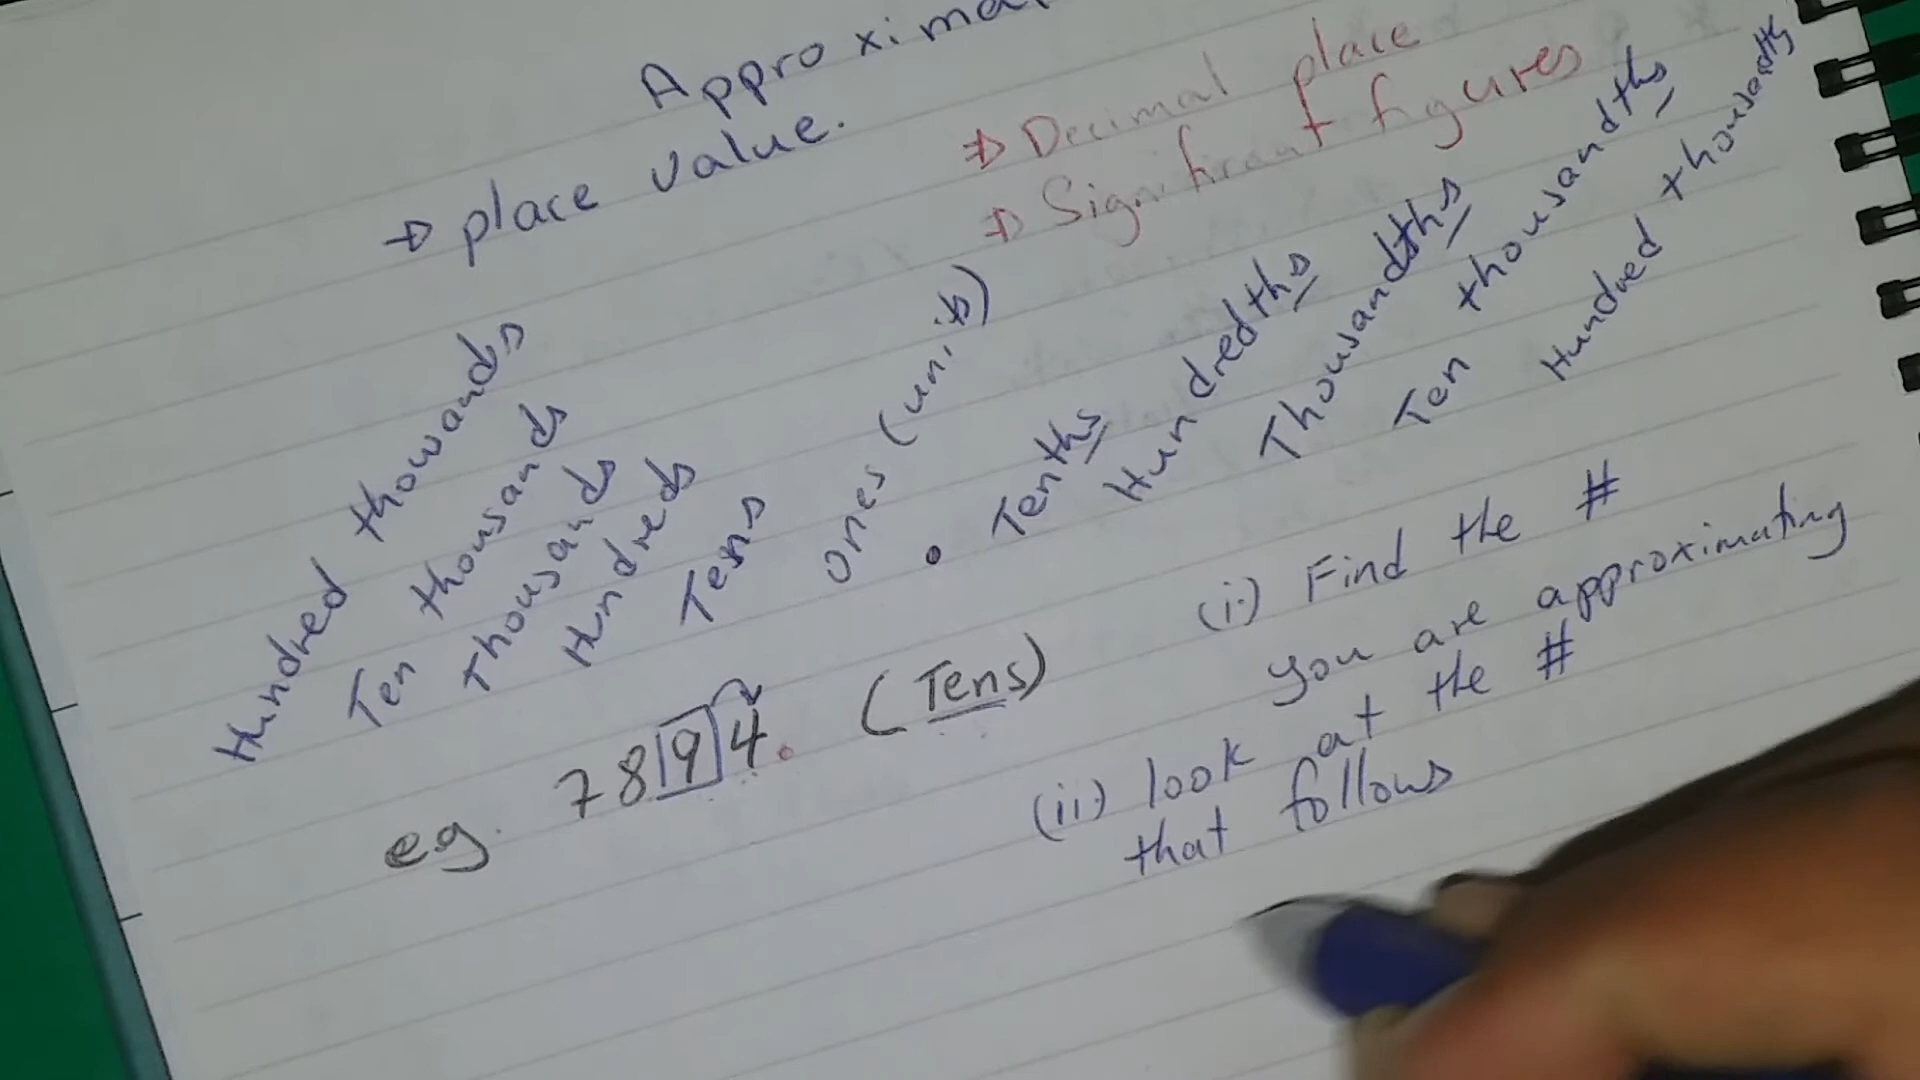 Approxima
→ place value.
⇒ Decimal place
⇒ Significant figures
Hundred thousands
Ten thousands
Thousands
Hundreds
Tens
ones (units)
.
Tenths
Hundredths
Thousandths
Ten thousandths
Hundred thousandths
eg. 7894. (Tens)
(i) Find the #
you are approximating
(ii) look at the #
that follows